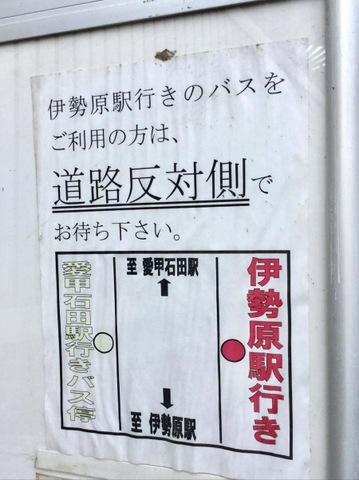 伊勢原駅行きのバスを
ご利用の方は、
道路反対側で
お待ち下さい。
至 愛甲石田駅
愛甲石田駅行きバス停
伊勢原駅行き
至 伊勢原駅